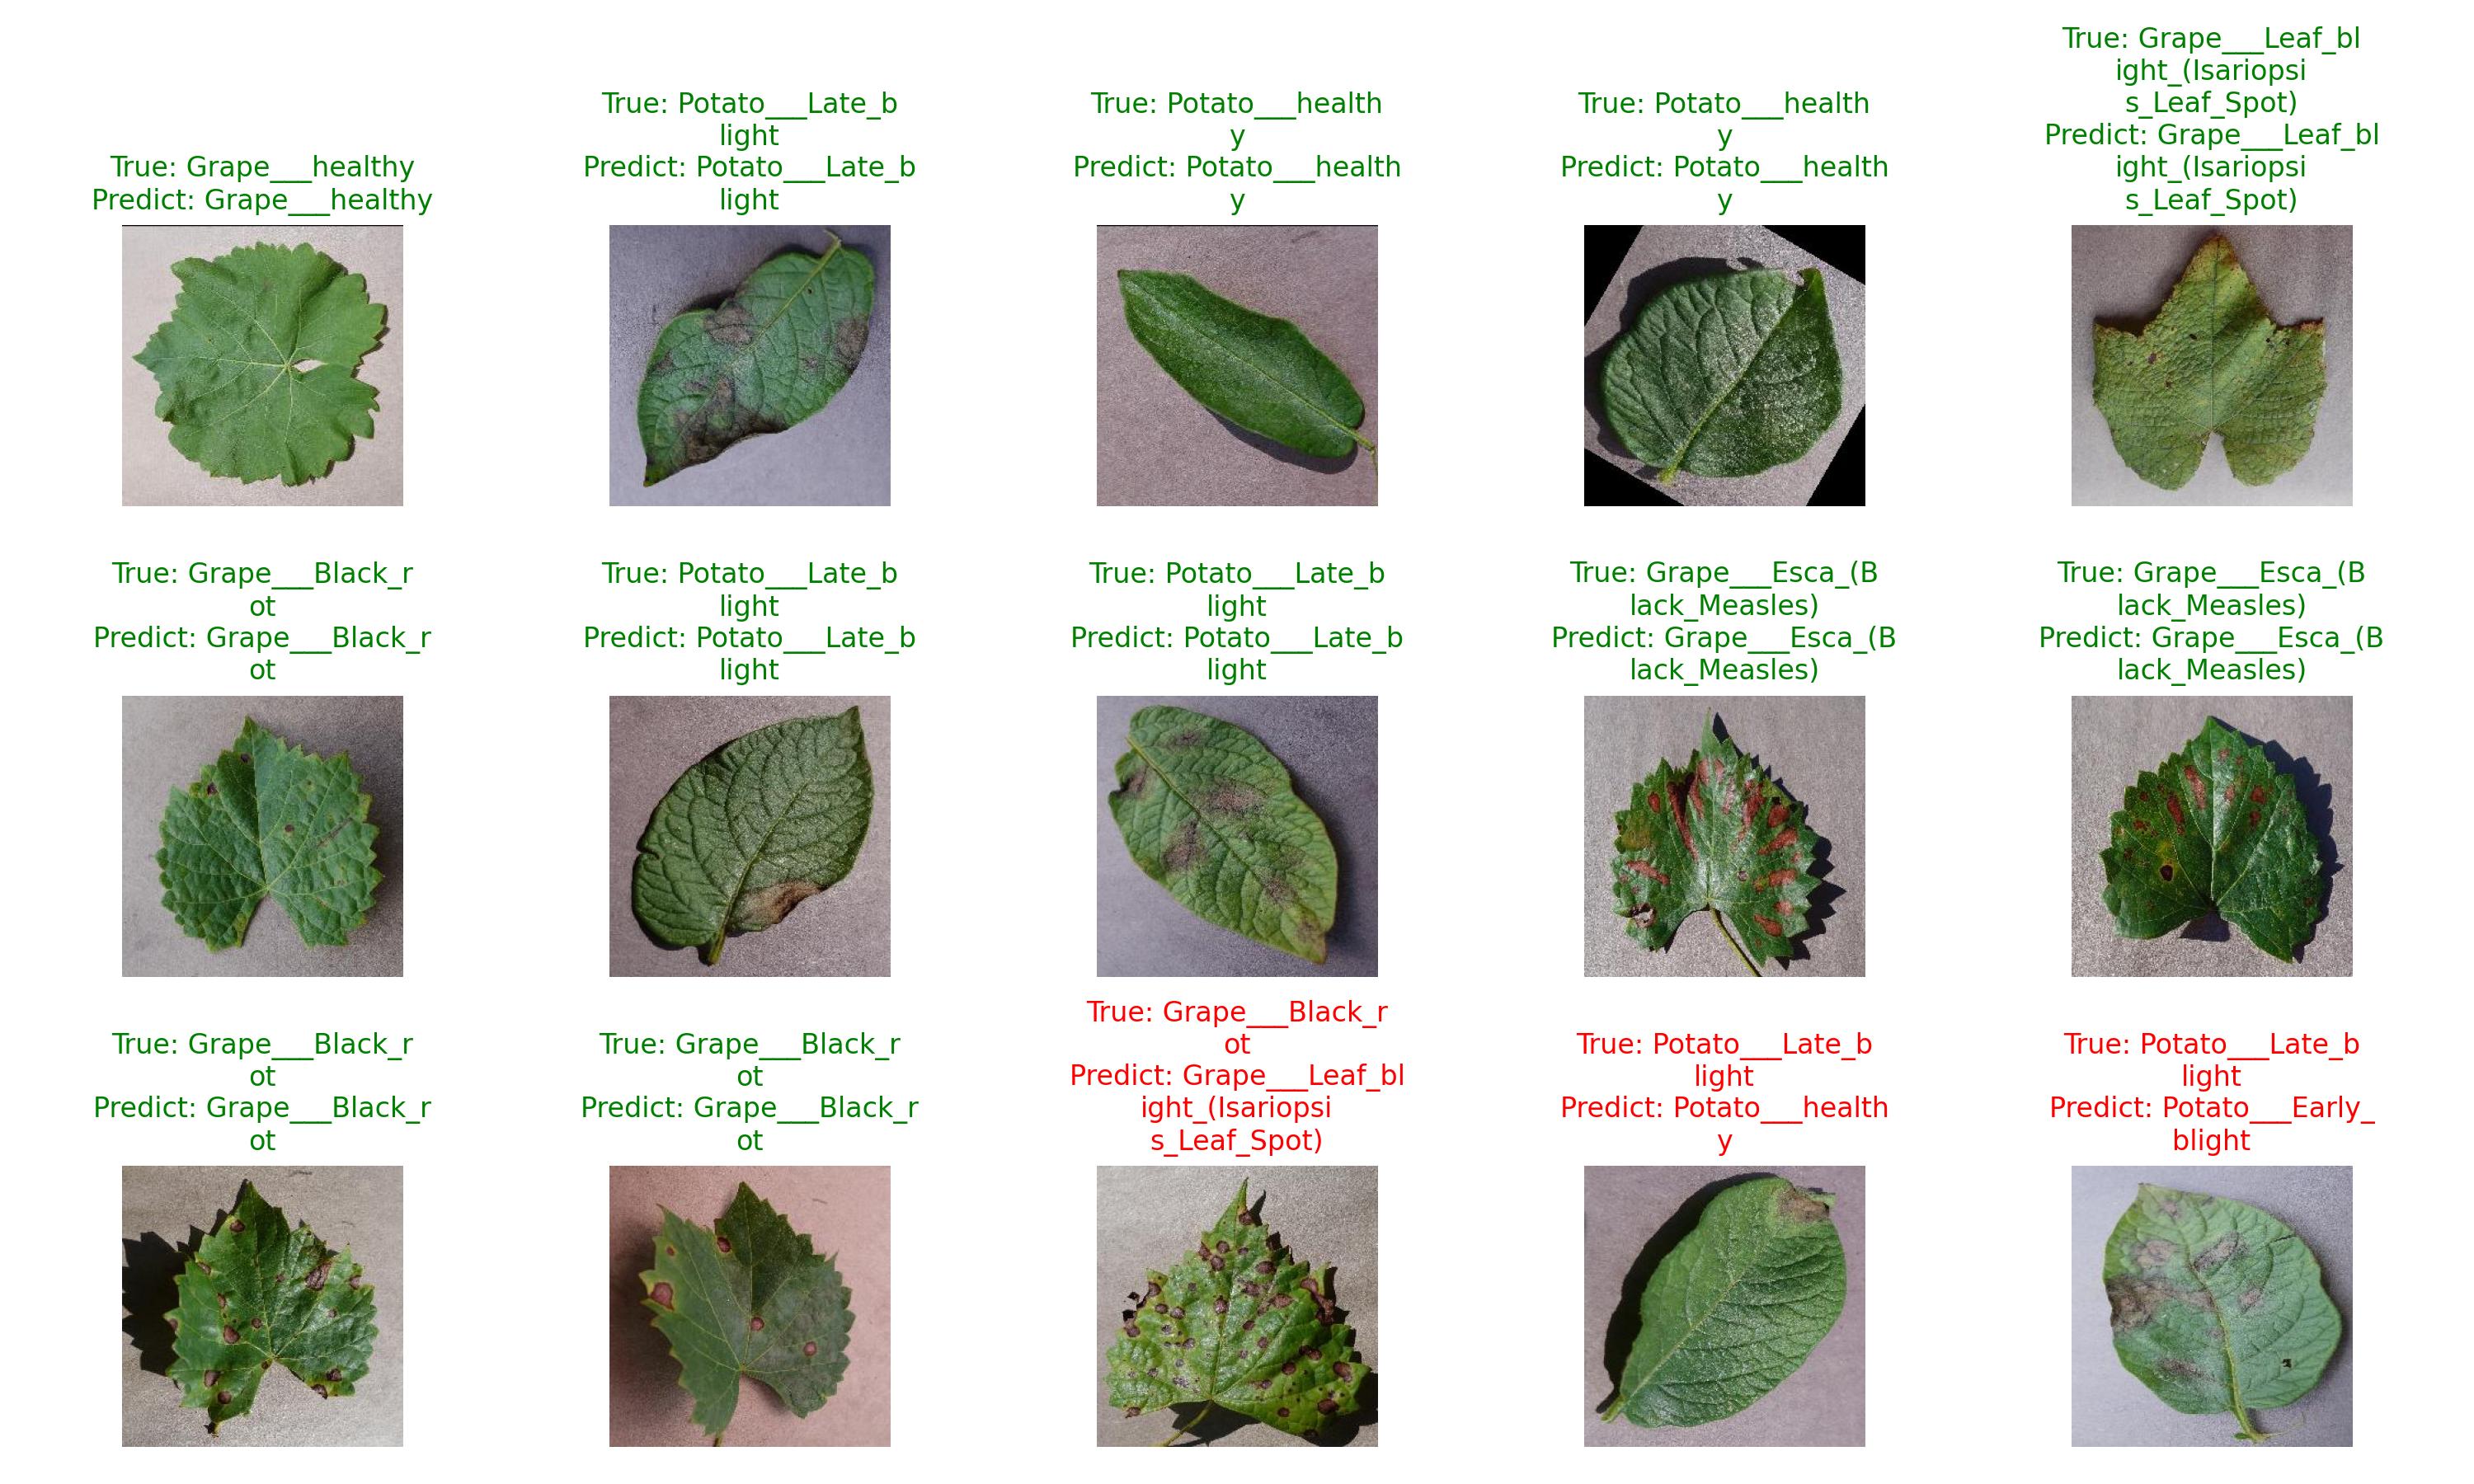 True: Grape___healthy
Predict: Grape___healthy
True: Potato___Late_b
light
Predict: Potato___Late_b
light
True: Potato___health
y
Predict: Potato___health
y
True: Potato___health
y
Predict: Potato___health
y
True: Grape___Leaf_bl
ight_(Isariopsi
s_Leaf_Spot)
Predict: Grape___Leaf_bl
ight_(Isariopsi
s_Leaf_Spot)
True: Grape___Black_r
ot
Predict: Grape___Black_r
ot
True: Potato___Late_b
light
Predict: Potato___Late_b
light
True: Potato___Late_b
light
Predict: Potato___Late_b
light
True: Grape___Esca_(B
lack_Measles)
Predict: Grape___Esca_(B
lack_Measles)
True: Grape___Esca_(B
lack_Measles)
Predict: Grape___Esca_(B
lack_Measles)
True: Grape___Black_r
ot
Predict: Grape___Black_r
ot
True: Grape___Black_r
ot
Predict: Grape___Black_r
ot
True: Grape___Black_r
ot
Predict: Grape___Leaf_bl
ight_(Isariopsi
s_Leaf_Spot)
True: Potato___Late_b
light
Predict: Potato___health
y
True: Potato___Late_b
light
Predict: Potato___Early_
blight